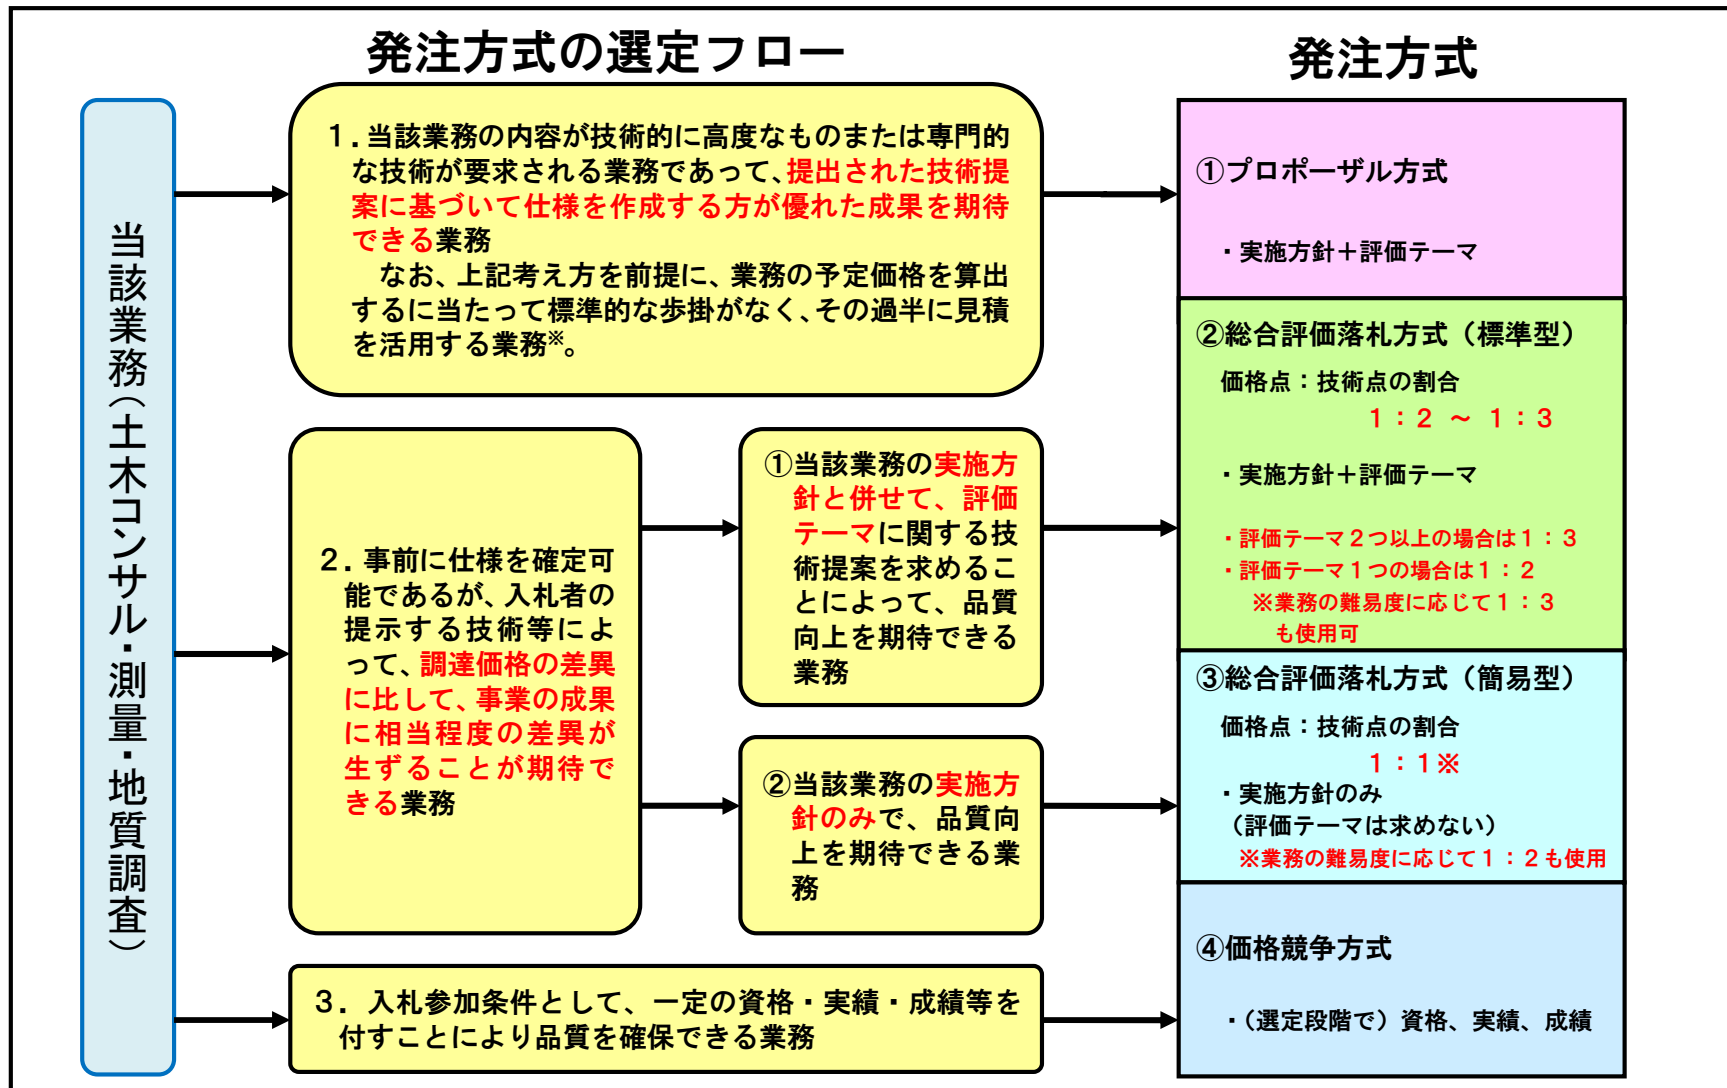 発注方式の選定フロー
発注方式
当該業務(土木コンサル・測量・地質調査)
1．当該業務の内容が技術的に高度なものまたは専門的
な技術が要求される業務であって、提出された技術提
案に基づいて仕様を作成する方が優れた成果を期待
できる業務
なお、上記考え方を前提に、業務の予定価格を算出
するに当たって標準的な歩掛がなく、その過半に見積
を活用する業務※。
2．事前に仕様を確定可
能であるが、入札者の
提示する技術等によ
って、調達価格の差異
に比して、事業の成果
に相当程度の差異が
生ずることが期待で
きる業務
①当該業務の実施方
針と併せて、評価
テーマに関する技
術提案を求めるこ
とによって、品質
向上を期待できる
業務
②当該業務の実施方
針のみで、品質向
上を期待できる業
務
3．入札参加条件として、一定の資格・実績・成績等を
付すことにより品質を確保できる業務
①プロポーザル方式
・実施方針＋評価テーマ
②総合評価落札方式（標準型）
価格点：技術点の割合
1：2 ～ 1：3
・実施方針＋評価テーマ
・評価テーマ２つ以上の場合は１：３
・評価テーマ１つの場合は１：２
※業務の難易度に応じて１：３
も使用可
③総合評価落札方式（簡易型）
価格点：技術点の割合
1：1※
・実施方針のみ
（評価テーマは求めない）
※業務の難易度に応じて１：２も使用
④価格競争方式
・（選定段階で）資格、実績、成績